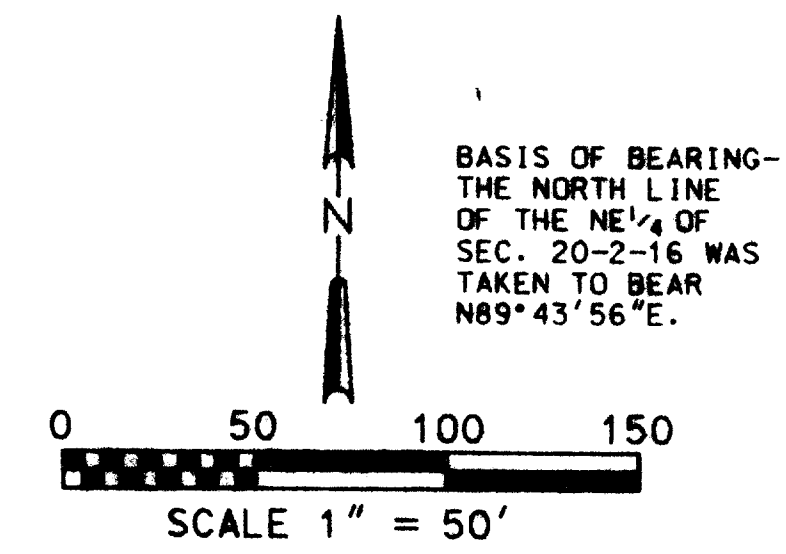 BASIS OF BEARING-
THE NORTH LINE
OF THE NE¼ OF
SEC. 20-2-16 WAS
TAKEN TO BEAR
N89°43'56"E.
N
0 50 100 150
SCALE 1" = 50'